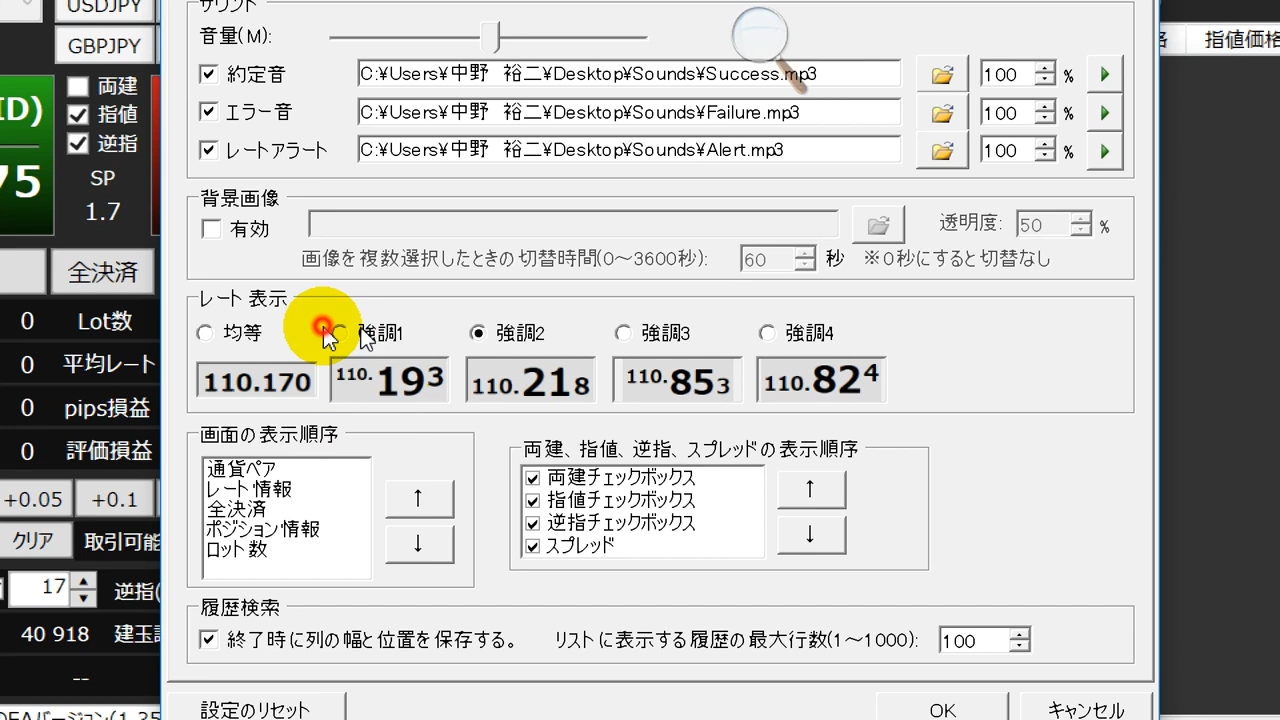 USDJPY
GBPJPY
ID)
75
両建
指値
逆指
SP
1.7
全決済
0 Lot数
0 平均レート
0 pips損益
0 評価損益
+0.05 +0.1
クリア 取引可能
17 逆指(
40 918 建玉
--
サウンド
音量(M):
約定音 C:¥Users¥中野 裕二¥Desktop¥Sounds¥Success.mp3 100 %
エラー音 C:¥Users¥中野 裕二¥Desktop¥Sounds¥Failure.mp3 100 %
レートアラート C:¥Users¥中野 裕二¥Desktop¥Sounds¥Alert.mp3 100 %
背景画像
有効 透明度: 50 %
画像を複数選択したときの切替時間(0～3600秒): 60 秒 ※0秒にすると切替なし
レート表示
均等 強調1 強調2 強調3 強調4
110.170 110.193 110.218 110.853 110.824
画面の表示順序
通貨ペア
レート情報
全決済
ポジション情報
ロット数
↑
↓
両建、指値、逆指、スプレッドの表示順序
両建チェックボックス
指値チェックボックス
逆指チェックボックス
スプレッド
↑
↓
履歴検索
終了時に列の幅と位置を保存する。 リストに表示する履歴の最大行数(1～1000): 100
設定のリセット OK キャンセル
指値価格